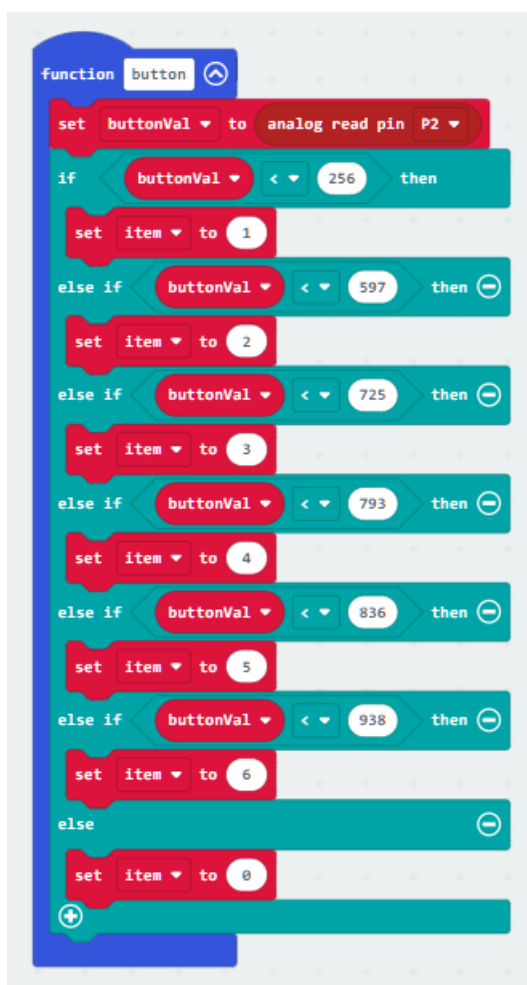 function button
set buttonVal to analog read pin P2
if buttonVal < 256 then
set item to 1
else if buttonVal < 597 then
set item to 2
else if buttonVal < 725 then
set item to 3
else if buttonVal < 793 then
set item to 4
else if buttonVal < 836 then
set item to 5
else if buttonVal < 938 then
set item to 6
else
set item to 0